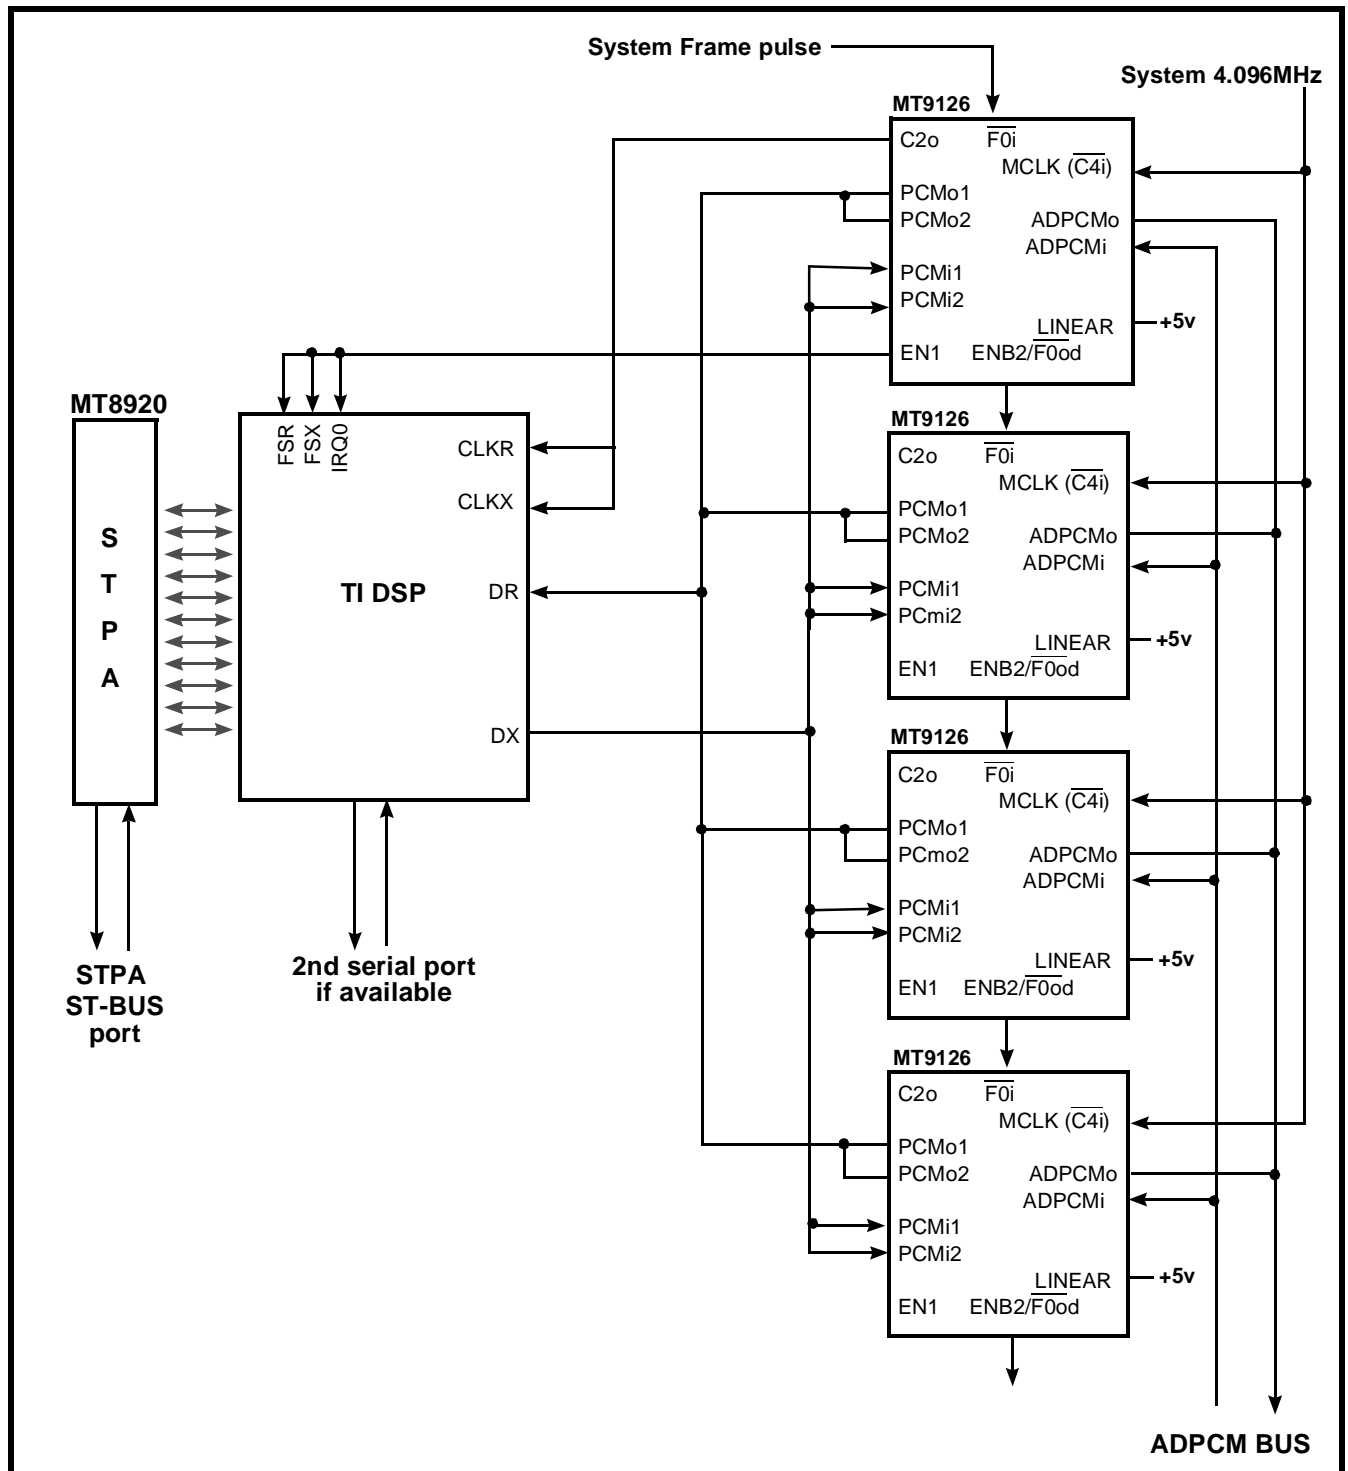 System Frame pulse
System 4.096MHz
MT9126
C2o F0i
MCLK (C4i)
PCMo1
PCMo2
ADPCMo
ADPCMi
PCMi1
PCMi2
LINEAR
+5v
EN1 ENB2/F0od
MT8920
S
T
P
A
FSR
FSX
IRQ0
CLKR
CLKX
TI DSP
DR
DX
MT9126
C2o F0i
MCLK (C4i)
PCMo1
PCMo2
ADPCMo
ADPCMi
PCMi1
PCmi2
LINEAR
+5v
EN1 ENB2/F0od
MT9126
C2o F0i
MCLK (C4i)
PCMo1
PCmo2
ADPCMo
ADPCMi
PCMi1
PCMi2
LINEAR
+5v
EN1 ENB2/F0od
STPA
ST-BUS
port
2nd serial port
if available
MT9126
C2o F0i
MCLK (C4i)
PCMo1
PCMo2
ADPCMo
ADPCMi
PCMi1
PCMi2
LINEAR
+5v
EN1 ENB2/F0od
ADPCM BUS